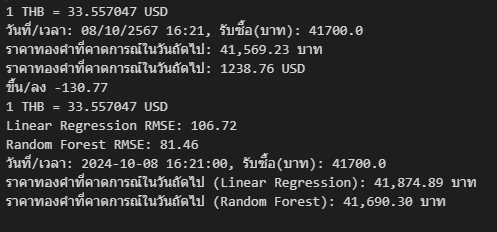 1 THB = 33.557047 USD
วันที่/เวลา: 08/10/2567 16:21, รับซื้อ(บาท): 41700.0
ราคาทองคำที่คาดการณ์ในวันถัดไป: 41,569.23 บาท
ราคาทองคำที่คาดการณ์ในวันถัดไป: 1238.76 USD
ขึ้น/ลง -130.77
1 THB = 33.557047 USD
Linear Regression RMSE: 106.72
Random Forest RMSE: 81.46
วันที่/เวลา: 2024-10-08 16:21:00, รับซื้อ(บาท): 41700.0
ราคาทองคำที่คาดการณ์ในวันถัดไป (Linear Regression): 41,874.89 บาท
ราคาทองคำที่คาดการณ์ในวันถัดไป (Random Forest): 41,690.30 บาท